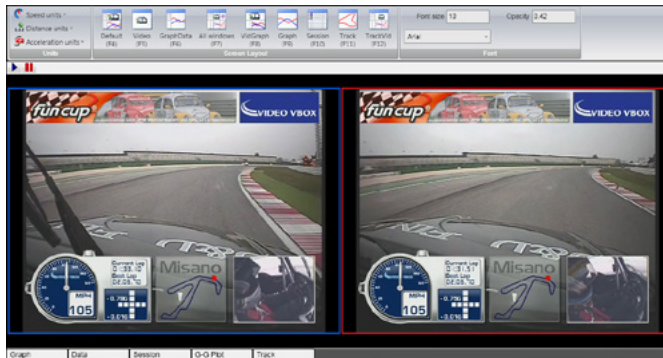 Speed units
Distance units
Acceleration units
Units
Default (F4)
Video (F5)
GraphData (F6)
All windows (F7)
VidGraph (F8)
Graph (F9)
Session (F10)
Track (F11)
TrackVid (F12)
Screen Layout
Font size 13
Opacity 0.42
Arial
Font
fun cup
VIDEO VBOX
fun cup
VIDEO VBOX
Misano
Current Lap
Best Lap
MPH
105
Misano
Current Lap
Best Lap
MPH
105
Graph
Data
Session
G-G Plot
Track